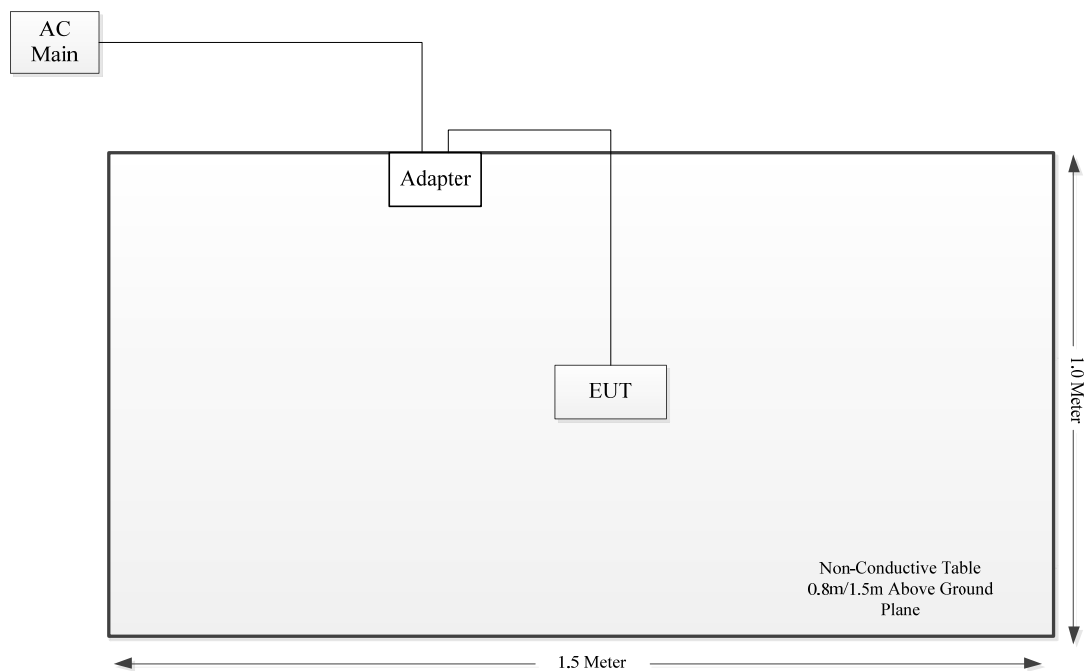 AC
Main
Adapter
EUT
1.0 Meter
Non-Conductive Table
0.8m/1.5m Above Ground
Plane
1.5 Meter